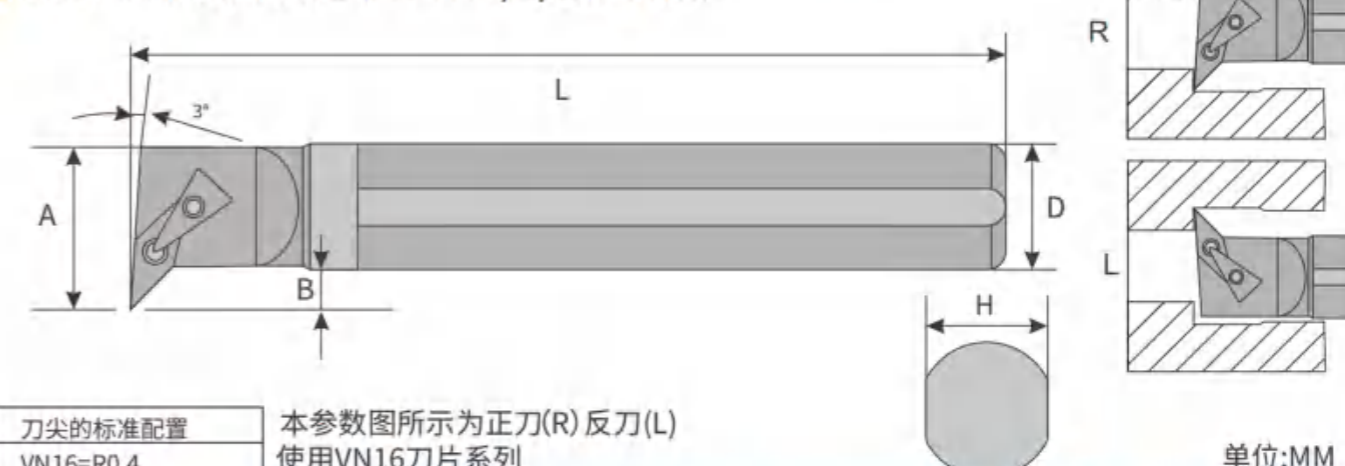 R
L
3°
A
D
B
L
H
刀尖的标准配置
VN16=R0.4
本参数图所示为正刀(R)反刀(L)
使用VN16刀片系列
单位:MM